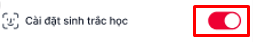 Cài đặt sinh trắc học